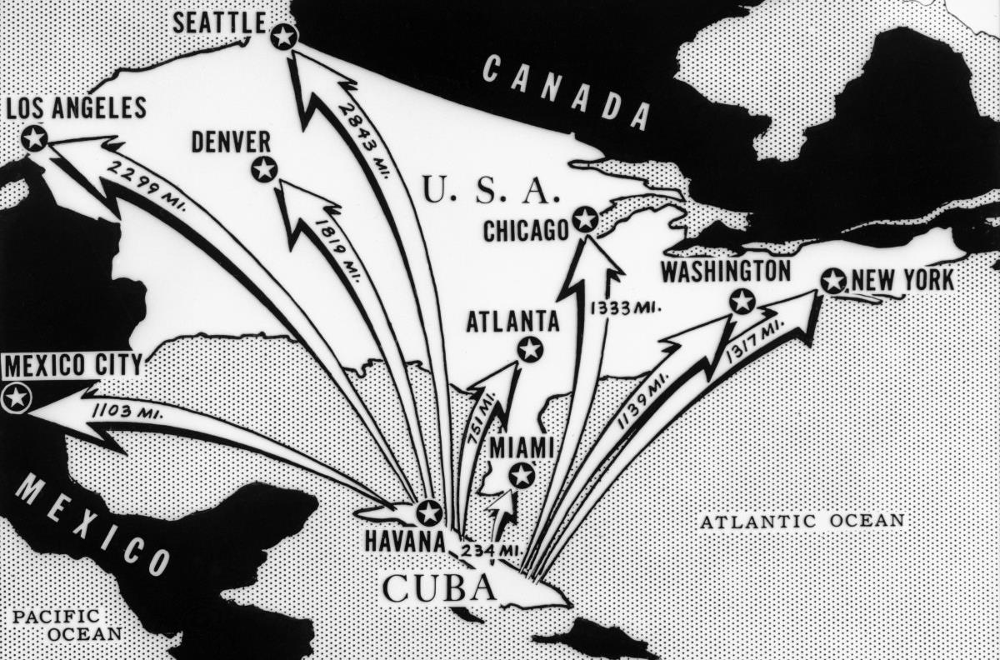 SEATTLE
CANADA
LOS ANGELES
2843 MI.
DENVER
2299 MI.
U. S. A.
CHICAGO
1819 MI.
WASHINGTON
NEW YORK
1333 MI.
ATLANTA
1317 MI.
MEXICO CITY
1103 MI.
751 MI.
1139 MI.
MIAMI
MEXICO
HAVANA
234 MI.
ATLANTIC OCEAN
CUBA
PACIFIC
OCEAN